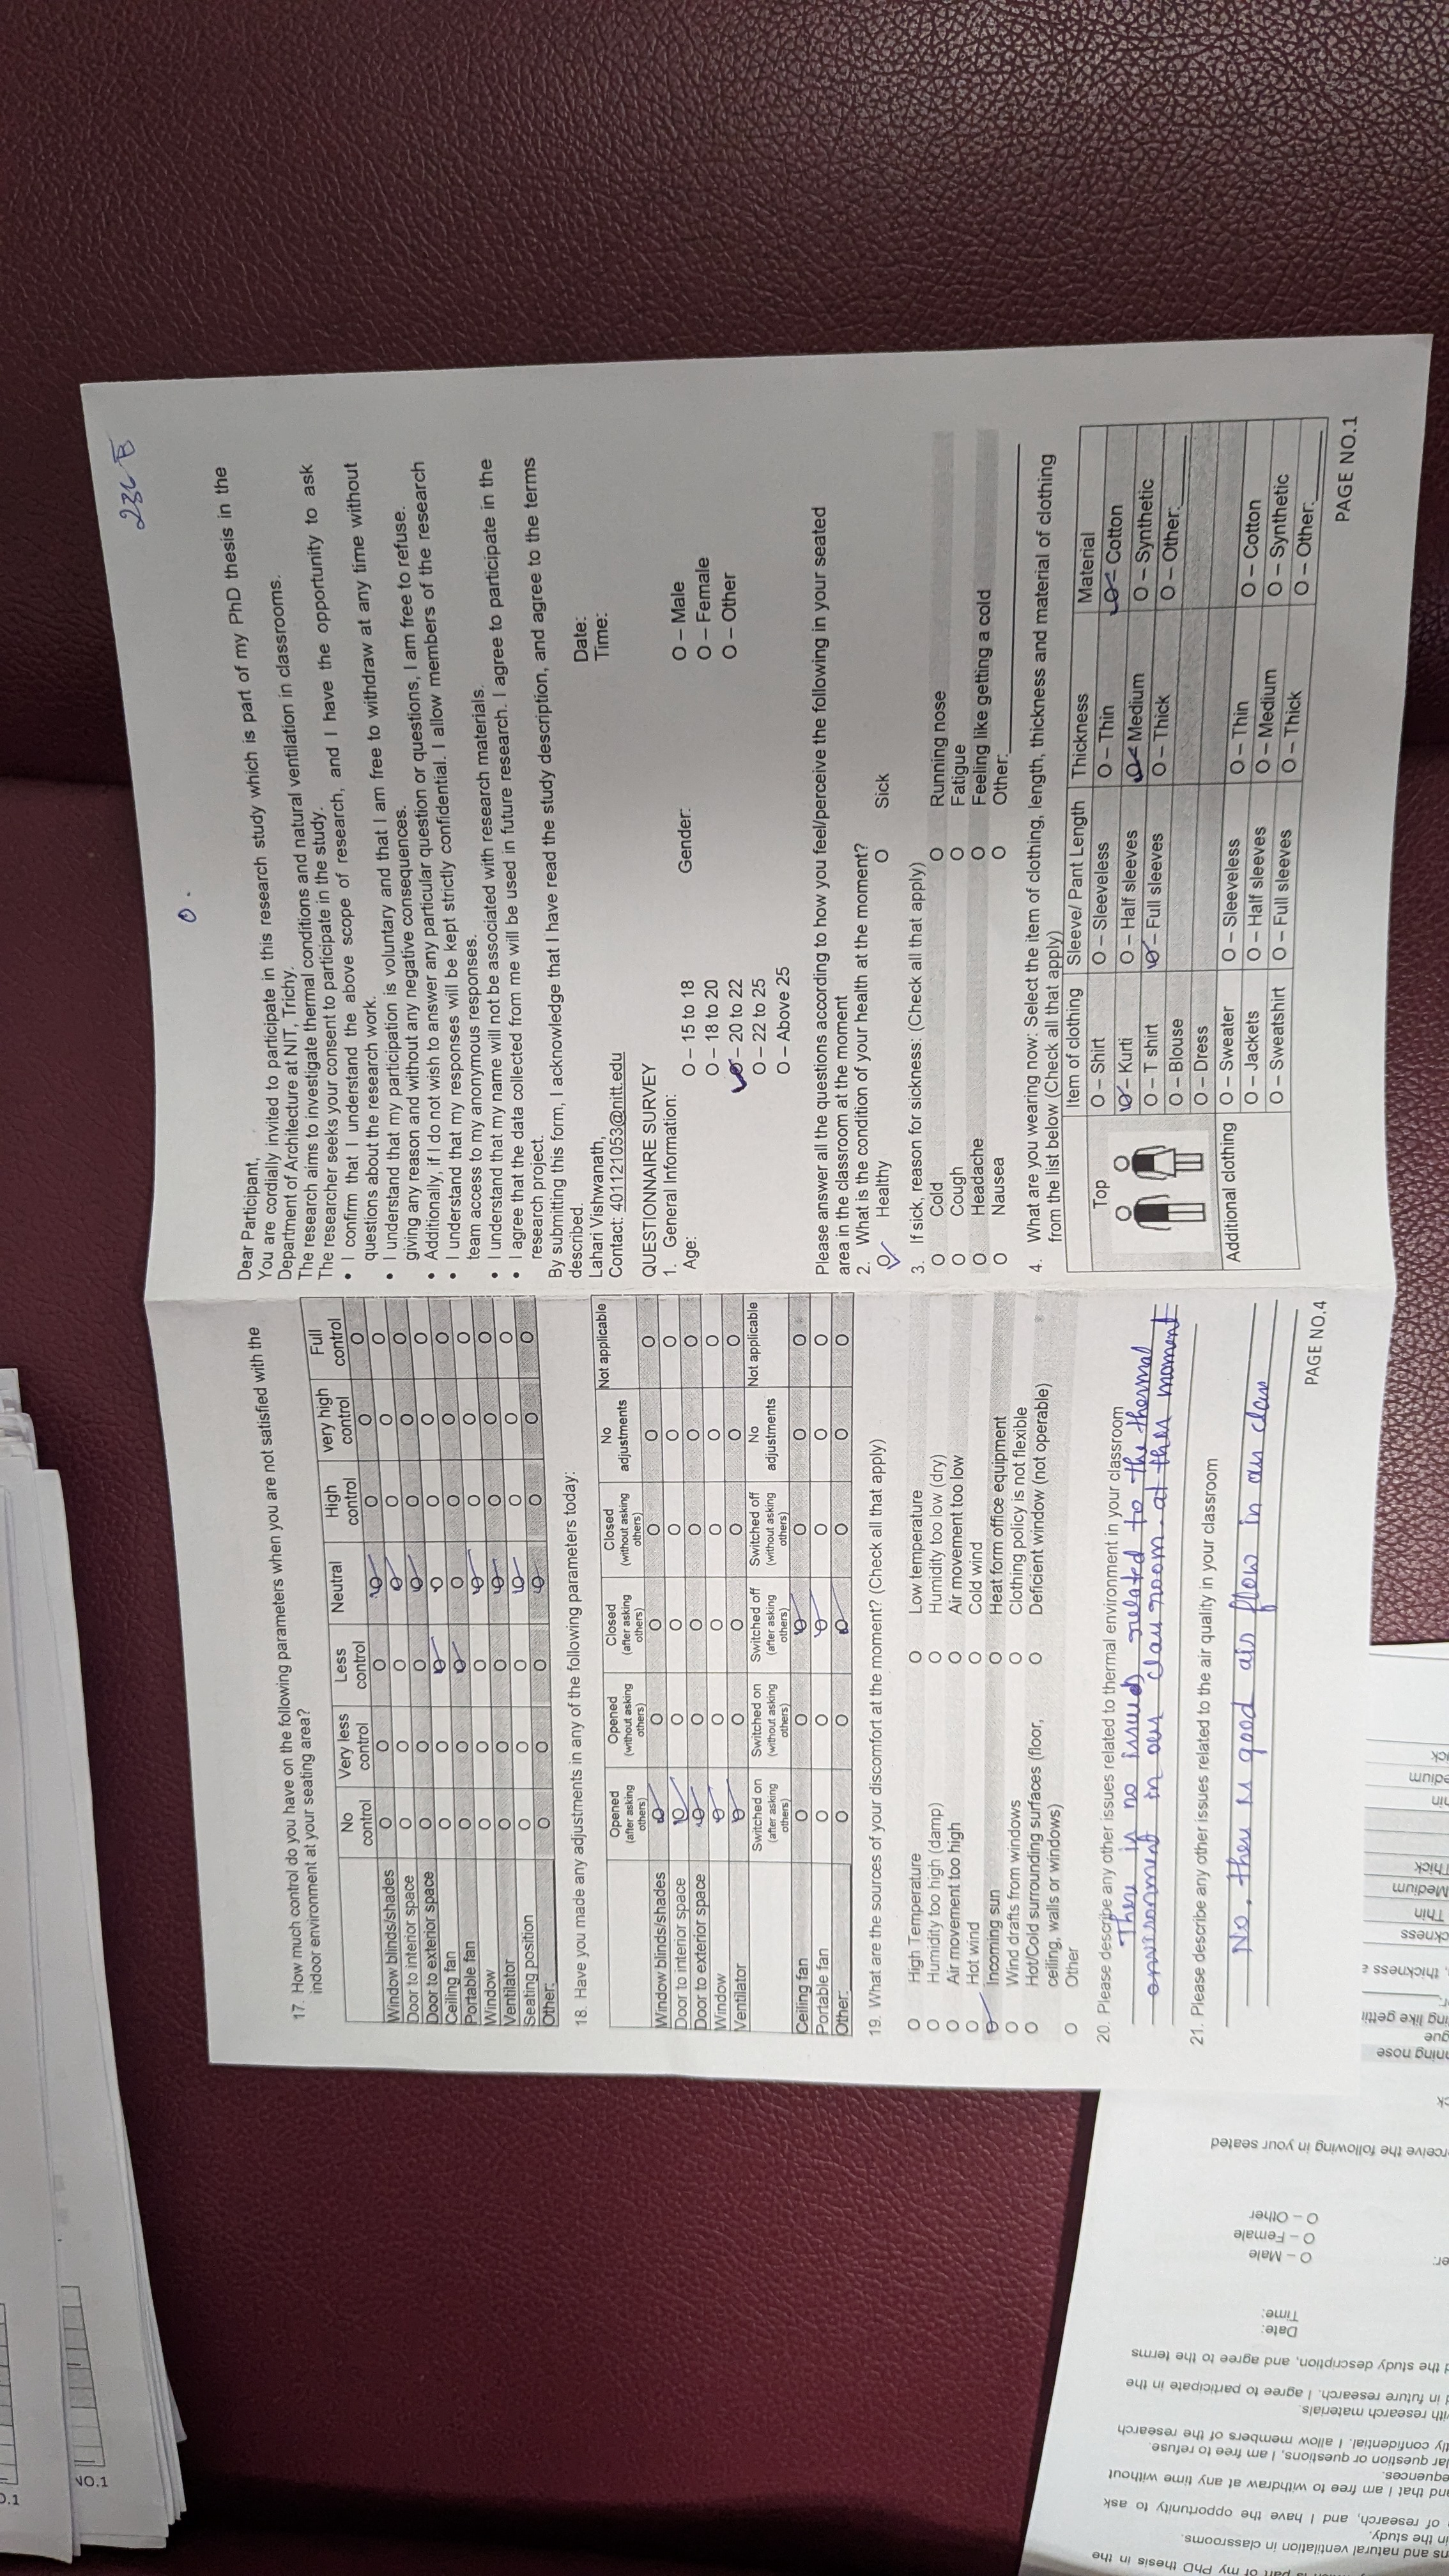 17. How much control do you have on the following parameters when you are not satisfied with the
indoor environment at your seating area?
No control Very less control Less control Neutral High control very high control Full control
Window blinds/shades O O O O O O O
Door to interior space O O O O O O O
Door to exterior space O O O O O O O
Ceiling fan O O O O O O O
Portable fan O O O O O O O
Window O O O O O O O
Ventilator O O O O O O O
Seating position O O O O O O O
Other: O O O O O O O
18. Have you made any adjustments in any of the following parameters today:
Opened (after asking others) Opened (without asking others) Closed (after asking others) Closed (without asking others) No adjustments Not applicable
Window blinds/shades O O O O O O
Door to interior space O O O O O O
Door to exterior space O O O O O O
Window O O O O O O
Ventilator O O O O O O
Switched on (after asking others) Switched on (without asking others) Switched off (after asking others) Switched off (without asking others) No adjustments Not applicable
Ceiling fan O O O O O O
Portable fan O O O O O O
Other: O O O O O O
19. What are the sources of your discomfort at the moment? (Check all that apply)
O High Temperature O Low temperature
O Humidity too high (damp) O Humidity too low (dry)
O Air movement too high O Air movement too low
O Hot wind O Cold wind
O Incoming sun O Heat form office equipment
O Wind drafts from windows O Clothing policy is not flexible
O Hot/Cold surrounding surfaces (floor, O Deficient window (not operable)
ceiling, walls or windows)
O Other
20. Please describe any other issues related to thermal environment in your classroom
There is no issues related to the thermal
environment in our class room. at this moment
21. Please describe any other issues related to the air quality in your classroom
No. there is good air flow in our class
PAGE NO.4
O.
Dear Participant,
You are cordially invited to participate in this research study which is part of my PhD thesis in the
Department of Architecture at NIT, Trichy.
The research aims to investigate thermal conditions and natural ventilation in classrooms.
The researcher seeks your consent to participate in the study.
• I confirm that I understand the above scope of research, and I have the opportunity to ask
questions about the research work.
• I understand that my participation is voluntary and that I am free to withdraw at any time without
giving any reason and without any negative consequences.
• Additionally, if I do not wish to answer any particular question or questions, I am free to refuse.
• I understand that my responses will be kept strictly confidential. I allow members of the research
team access to my anonymous responses.
• I understand that my name will not be associated with research materials.
• I agree that the data collected from me will be used in future research. I agree to participate in the
research project.
By submitting this form, I acknowledge that I have read the study description, and agree to the terms
described.
Lahari Vishwanath,
Contact: 401121053@nitt.edu
Date:
Time:
QUESTIONNAIRE SURVEY
1. General Information:
Age: O – 15 to 18 Gender: O – Male
O – 18 to 20 O – Female
O – 20 to 22 O – Other
O – 22 to 25
O – Above 25
Please answer all the questions according to how you feel/perceive the following in your seated
area in the classroom at the moment
2. What is the condition of your health at the moment?
O Healthy O Sick
3. If sick, reason for sickness: (Check all that apply)
O Cold O Running nose
O Cough O Fatigue
O Headache O Feeling like getting a cold
O Nausea O Other:
4. What are you wearing now: Select the item of clothing, length, thickness and material of clothing
from the list below (Check all that apply)
Item of clothing Sleeve/ Pant Length Thickness Material
Top O – Shirt O – Sleeveless O – Thin O – Cotton
O – Kurti O – Half sleeves O – Medium O – Synthetic
O – T shirt O – Full sleeves O – Thick O – Other:
O – Blouse
O – Dress
Additional clothing O – Sweater O – Sleeveless O – Thin O – Cotton
O – Jackets O – Half sleeves O – Medium O – Synthetic
O – Sweatshirt O – Full sleeves O – Thick O – Other:
PAGE NO.1